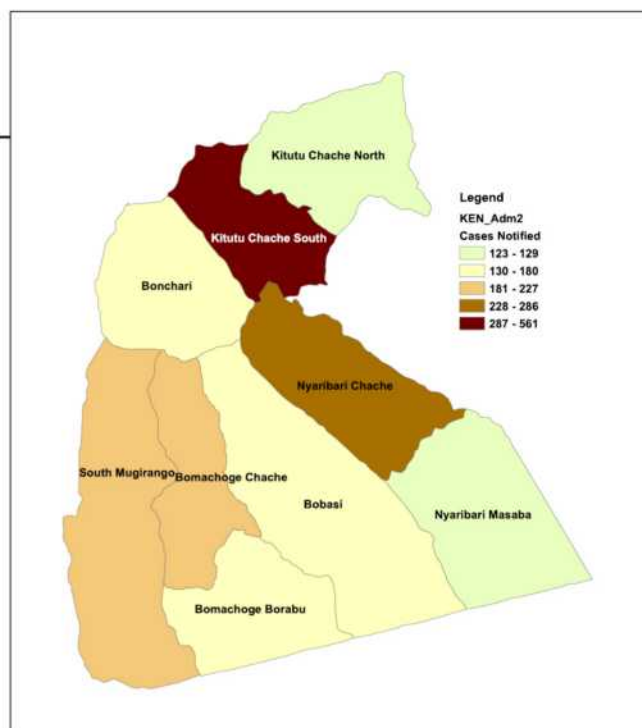 Kitutu Chache North
Legend
KEN_Adm2
Cases Notified
123 - 129
130 - 180
181 - 227
228 - 286
287 - 561
Kitutu Chache South
Bonchari
Nyaribari Chache
South Mugirango
Bomachoge Chache
Bobasi
Nyaribari Masaba
Bomachoge Borabu